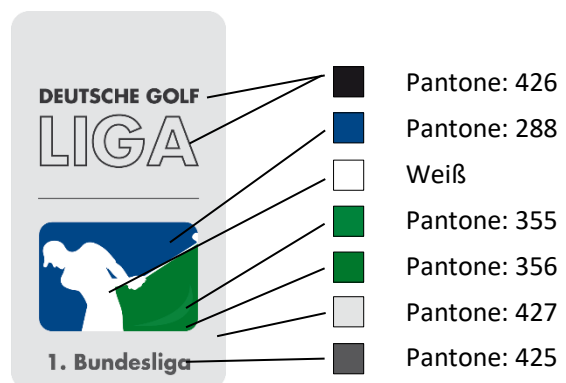 DEUTSCHE GOLF
LIGA
1. Bundesliga
Pantone: 426
Pantone: 288
Weiß
Pantone: 355
Pantone: 356
Pantone: 427
Pantone: 425